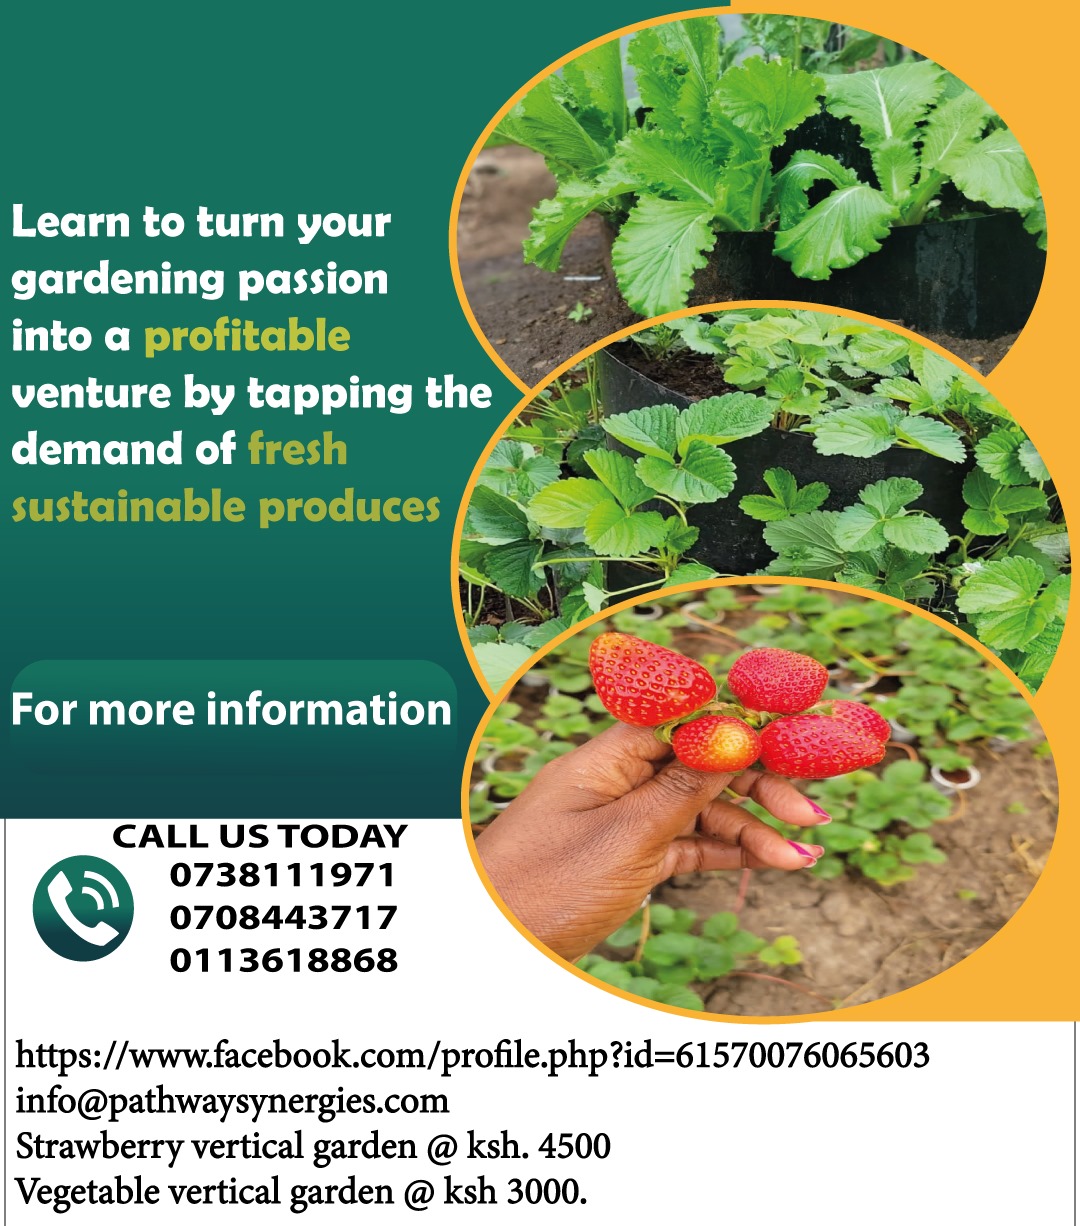 Learn to turn your
gardening passion
into a profitable
venture by tapping the
demand of fresh
sustainable produces
For more information
CALL US TODAY
0738111971
0708443717
0113618868
https://www.facebook.com/profile.php?id=61570076065603
info@pathwaysynergies.com
Strawberry vertical garden @ ksh. 4500
Vegetable vertical garden @ ksh 3000.